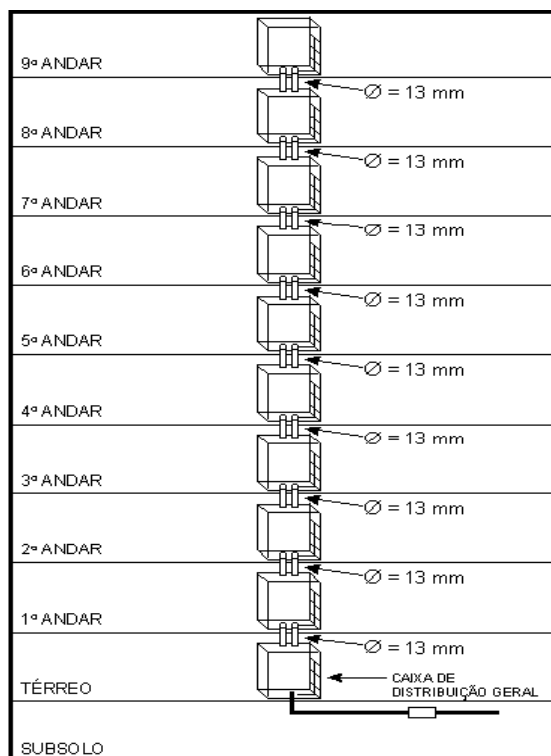 9º ANDAR
Ø = 13 mm
8º ANDAR
Ø = 13 mm
7º ANDAR
Ø = 13 mm
6º ANDAR
Ø = 13 mm
5º ANDAR
Ø = 13 mm
4º ANDAR
Ø = 13 mm
3º ANDAR
Ø = 13 mm
2º ANDAR
Ø = 13 mm
1º ANDAR
Ø = 13 mm
TÉRREO
CAIXA DE
DISTRIBUIÇÃO GERAL
SUBSOLO